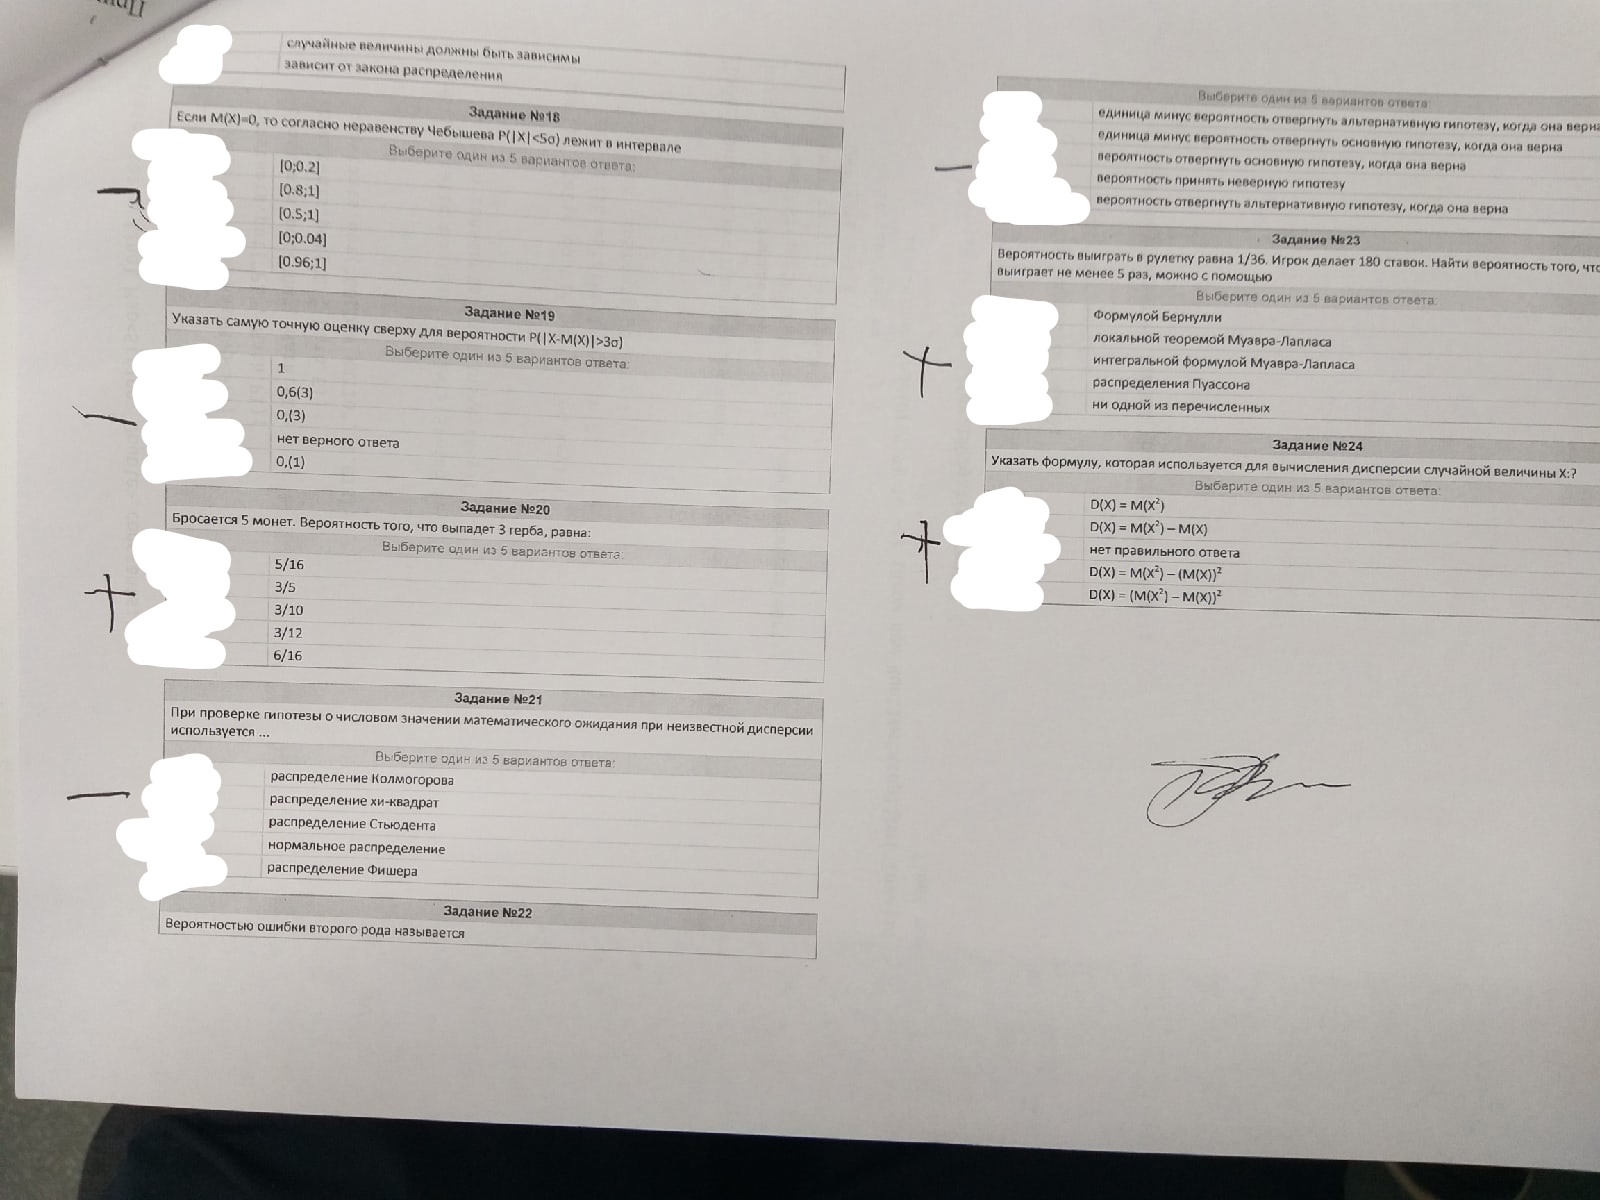 случайные величины должны быть зависимы
зависит от закона распределения
Задание №18
Если M(X)=0, то согласно неравенству Чебышева P(|X|<5σ) лежит в интервале
Выберите один из 5 вариантов ответа:
[0;0.2]
[0.8;1]
[0.5;1]
[0;0.04]
[0.96;1]
Задание №19
Указать самую точную оценку сверху для вероятности P(|X-M(X)|>3σ)
Выберите один из 5 вариантов ответа:
1
0,6(3)
0,(3)
нет верного ответа
0,(1)
Задание №20
Бросается 5 монет. Вероятность того, что выпадет 3 герба, равна:
Выберите один из 5 вариантов ответа:
5/16
3/5
3/10
3/12
6/16
Задание №21
При проверке гипотезы о числовом значении математического ожидания при неизвестной дисперсии
используется ...
Выберите один из 5 вариантов ответа:
распределение Колмогорова
распределение хи-квадрат
распределение Стьюдента
нормальное распределение
распределение Фишера
Задание №22
Вероятностью ошибки второго рода называется
Выберите один из 5 вариантов ответа:
единица минус вероятность отвергнуть альтернативную гипотезу, когда она верна
единица минус вероятность отвергнуть основную гипотезу, когда она верна
вероятность отвергнуть основную гипотезу, когда она верна
вероятность принять неверную гипотезу
вероятность отвергнуть альтернативную гипотезу, когда она верна
Задание №23
Вероятность выиграть в рулетку равна 1/36. Игрок делает 180 ставок. Найти вероятность того, что
выиграет не менее 5 раз, можно с помощью
Выберите один из 5 вариантов ответа:
Формулой Бернулли
локальной теоремой Муавра-Лапласа
интегральной формулой Муавра-Лапласа
распределения Пуассона
ни одной из перечисленных
Задание №24
Указать формулу, которая используется для вычисления дисперсии случайной величины X:?
Выберите один из 5 вариантов ответа:
D(X) = M(X²)
D(X) = M(X²) – M(X)
нет правильного ответа
D(X) = M(X²) – (M(X))²
D(X) = (M(X²) – M(X))²